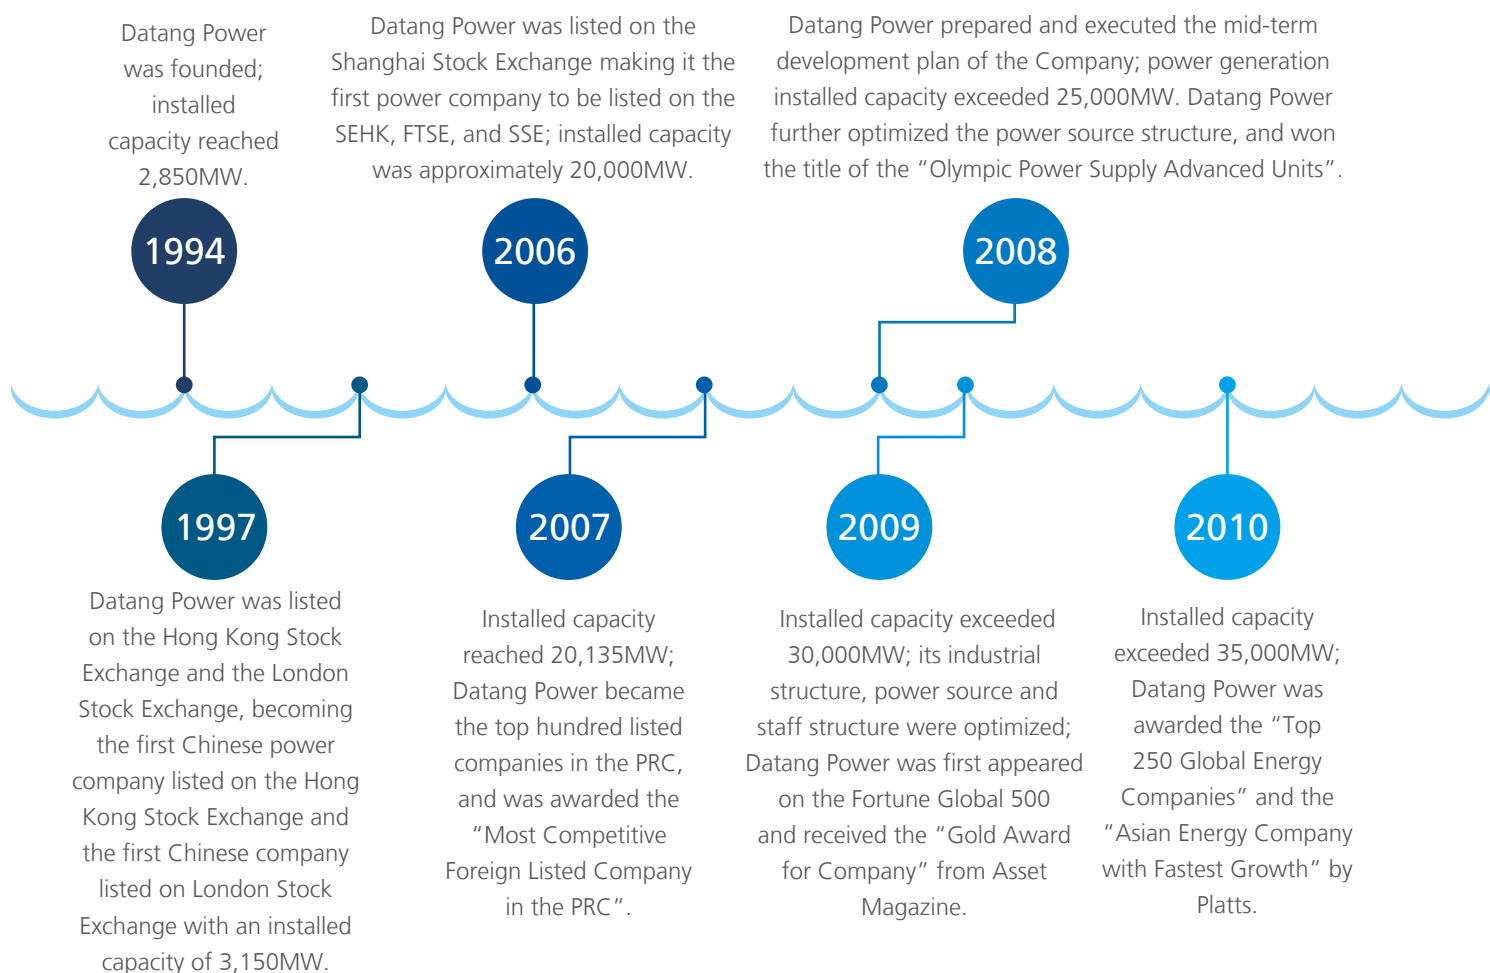 Datang Power
was founded;
installed
capacity reached
2,850MW.
1994
Datang Power was listed on the
Shanghai Stock Exchange making it the
first power company to be listed on the
SEHK, FTSE, and SSE; installed capacity
was approximately 20,000MW.
2006
Datang Power prepared and executed the mid-term
development plan of the Company; power generation
installed capacity exceeded 25,000MW. Datang Power
further optimized the power source structure, and won
the title of the “Olympic Power Supply Advanced Units”.
2008
1997
Datang Power was listed
on the Hong Kong Stock
Exchange and the London
Stock Exchange, becoming
the first Chinese power
company listed on the Hong
Kong Stock Exchange and
the first Chinese company
listed on London Stock
Exchange with an installed
capacity of 3,150MW.
2007
Installed capacity
reached 20,135MW;
Datang Power became
the top hundred listed
companies in the PRC,
and was awarded the
“Most Competitive
Foreign Listed Company
in the PRC”.
2009
Installed capacity exceeded
30,000MW; its industrial
structure, power source and
staff structure were optimized;
Datang Power was first appeared
on the Fortune Global 500
and received the “Gold Award
for Company” from Asset
Magazine.
2010
Installed capacity
exceeded 35,000MW;
Datang Power was
awarded the “Top
250 Global Energy
Companies” and the
“Asian Energy Company
with Fastest Growth” by
Platts.